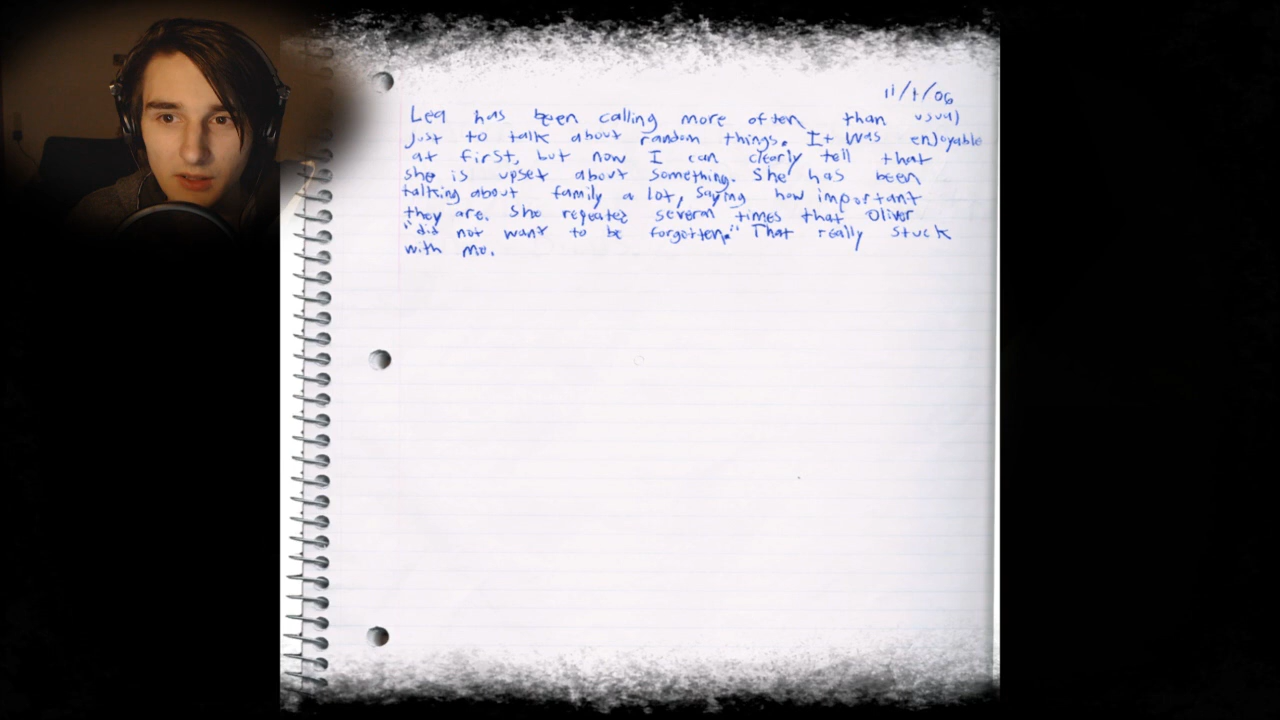 11/1/06
Lea has been calling more often than usual
just to talk about random things. It was enjoyable
at first, but now I can clearly tell that
she is upset about something. She has been
talking about family a lot, saying how important
they are. She repeated several times that Oliver
"did not want to be forgotten." That really stuck
with me.